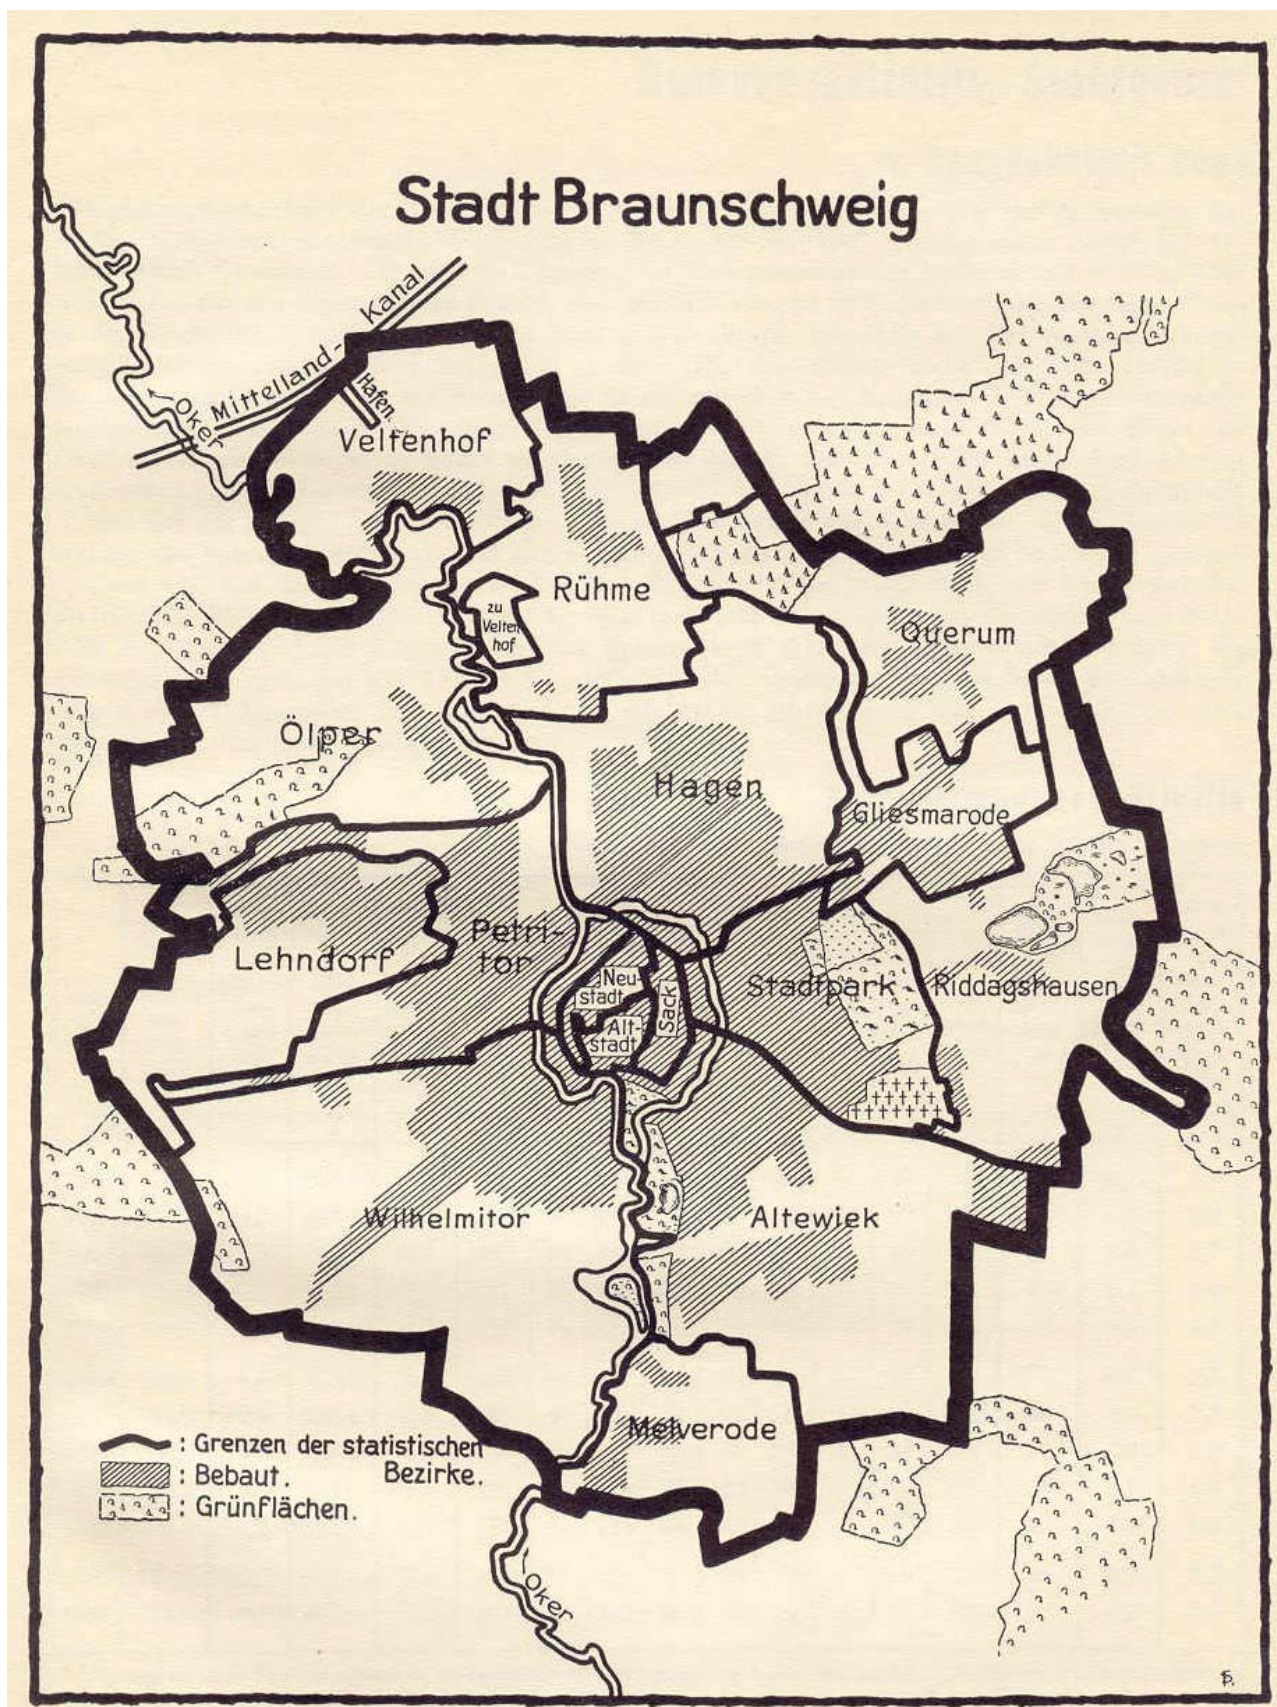 Stadt Braunschweig
Mittelland-Kanal
Oker
Hafen
Veltenhof
Rühme
zu
Velten
hof
Querum
Ölper
Hagen
Gliesmarode
Petri-
tor
Lehndorf
Neu-
stadt
Sack
Alt-
stadt
Stadtpark
Riddagshausen
Wilhelmitor
Altewiek
Melverode
: Grenzen der statistischen
Bezirke.
: Bebaut.
: Grünflächen.
Oker